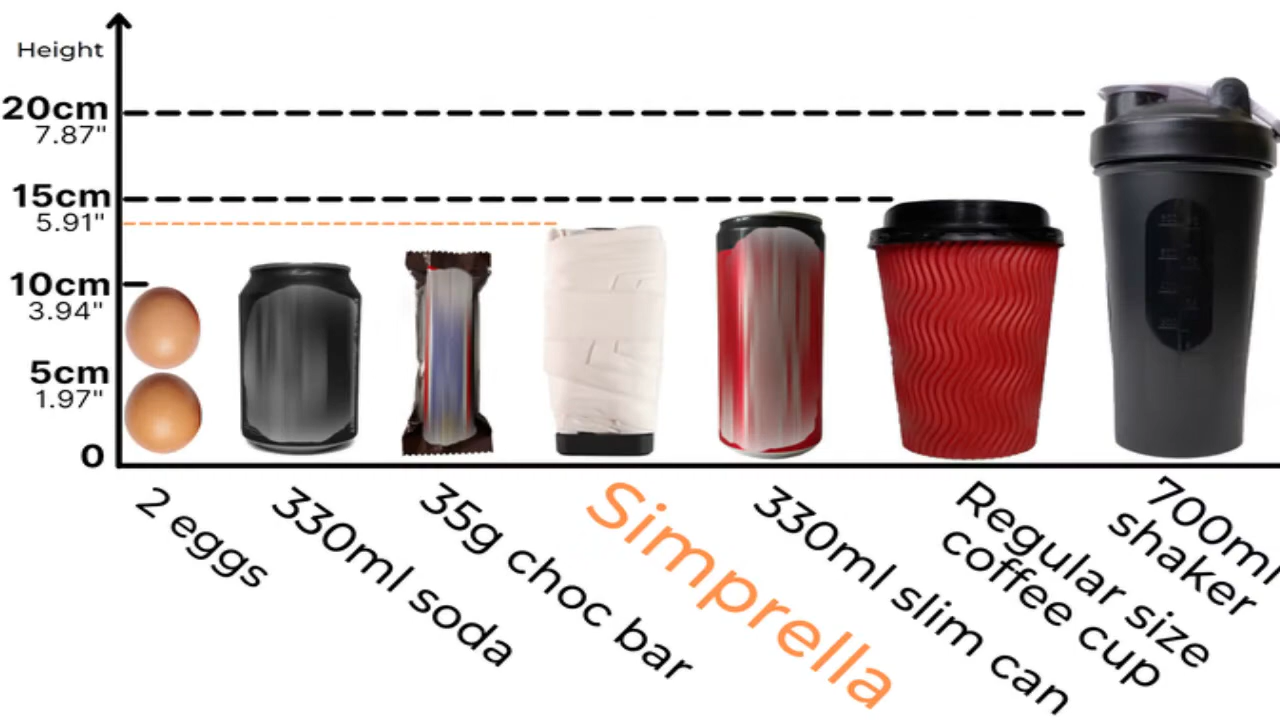 Height
20cm
7.87"
15cm
5.91"
10cm
3.94"
5cm
1.97"
0
2 eggs
330ml soda
35g choc bar
Simprella
330ml slim can
Regular size
coffee cup
700ml
shaker